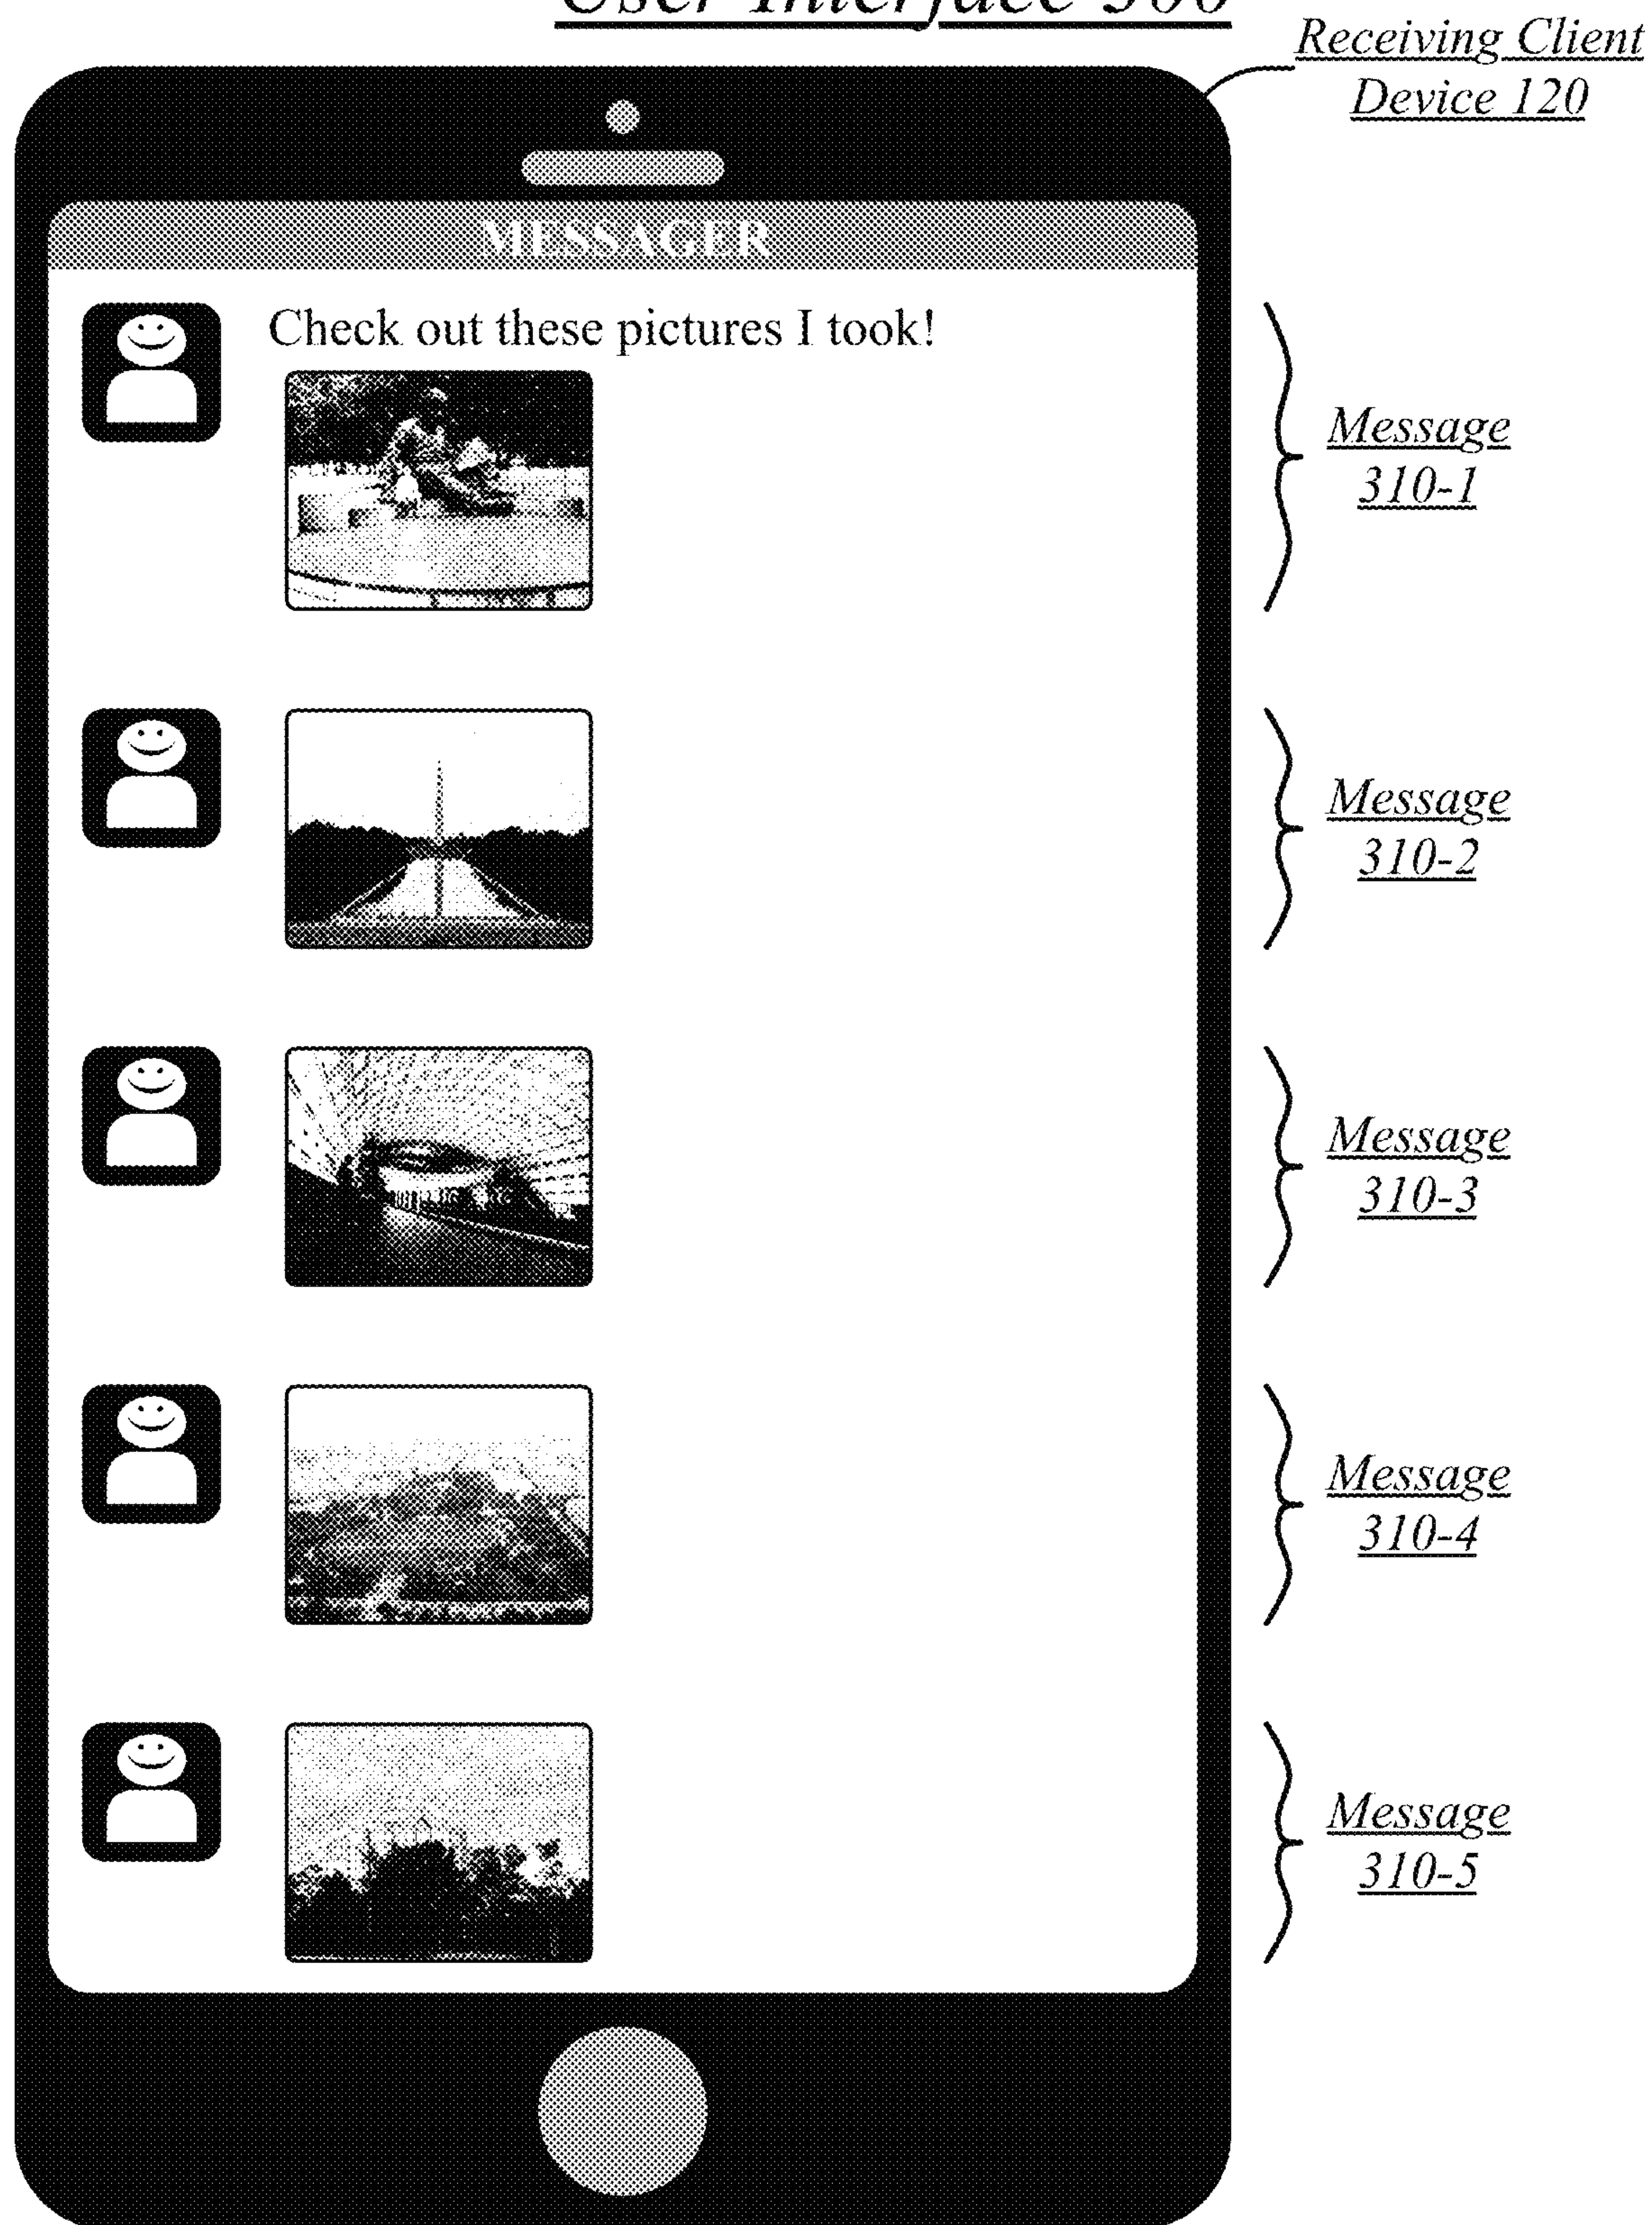 User Interface 300
Receiving Client
Device 120
MESSAGER
Check out these pictures I took!
Message
310-1
Message
310-2
Message
310-3
Message
310-4
Message
310-5